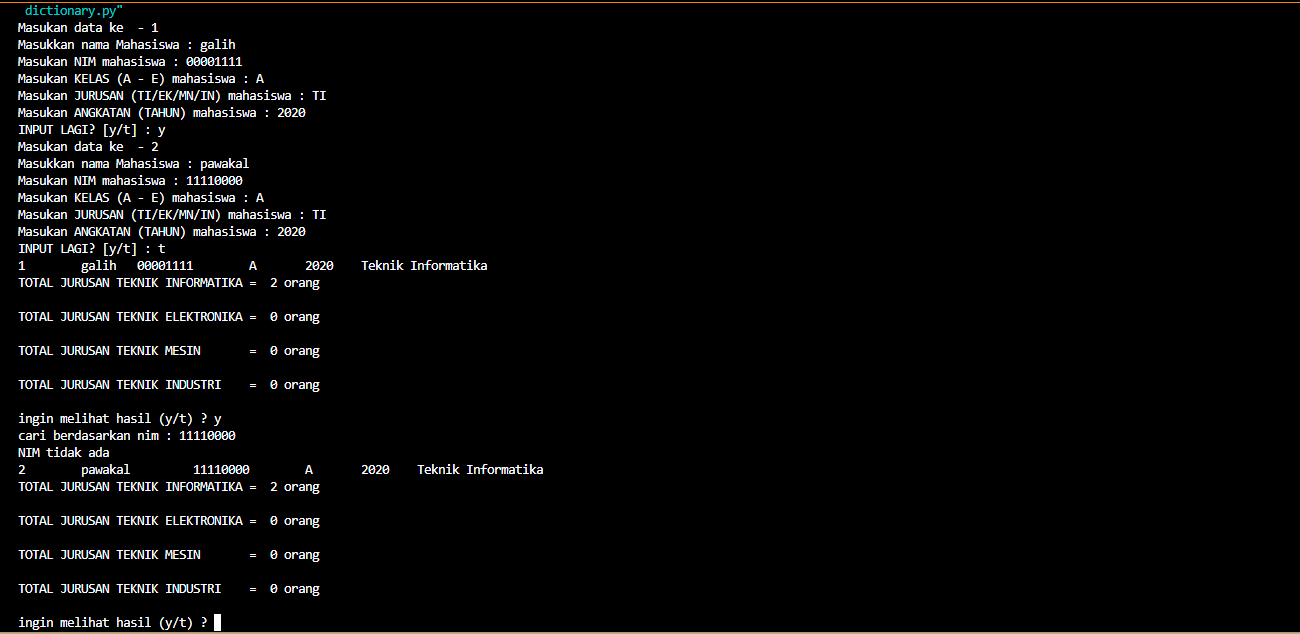 dictionary.py"
Masukan data ke  - 1
Masukkan nama Mahasiswa : galih
Masukan NIM mahasiswa : 00001111
Masukan KELAS (A - E) mahasiswa : A
Masukan JURUSAN (TI/EK/MN/IN) mahasiswa : TI
Masukan ANGKATAN (TAHUN) mahasiswa : 2020
INPUT LAGI? [y/t] : y
Masukan data ke  - 2
Masukkan nama Mahasiswa : pawakal
Masukan NIM mahasiswa : 11110000
Masukan KELAS (A - E) mahasiswa : A
Masukan JURUSAN (TI/EK/MN/IN) mahasiswa : TI
Masukan ANGKATAN (TAHUN) mahasiswa : 2020
INPUT LAGI? [y/t] : t
1        galih   00001111        A       2020    Teknik Informatika
TOTAL JURUSAN TEKNIK INFORMATIKA =  2 orang
TOTAL JURUSAN TEKNIK ELEKTRONIKA =  0 orang
TOTAL JURUSAN TEKNIK MESIN       =  0 orang
TOTAL JURUSAN TEKNIK INDUSTRI    =  0 orang
ingin melihat hasil (y/t) ? y
cari berdasarkan nim : 11110000
NIM tidak ada
2        pawakal         11110000        A       2020    Teknik Informatika
TOTAL JURUSAN TEKNIK INFORMATIKA =  2 orang
TOTAL JURUSAN TEKNIK ELEKTRONIKA =  0 orang
TOTAL JURUSAN TEKNIK MESIN       =  0 orang
TOTAL JURUSAN TEKNIK INDUSTRI    =  0 orang
ingin melihat hasil (y/t) ?